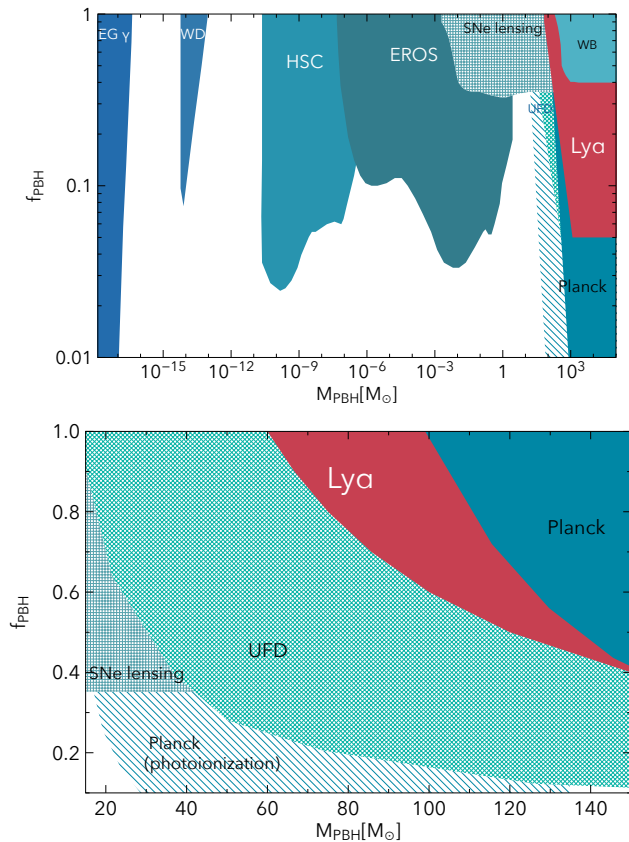 1
EG γ
WD
HSC
EROS
SNe lensing
WB
UFD
Lya
f_PBH
0.1
Planck
0.01
10⁻¹⁵ 10⁻¹² 10⁻⁹ 10⁻⁶ 10⁻³ 1 10³
M_PBH[M_⊙]
1.0
Lya
0.8
Planck
f_PBH
0.6
UFD
0.4
SNe lensing
Planck
(photoionization)
0.2
20 40 60 80 100 120 140
M_PBH[M_⊙]